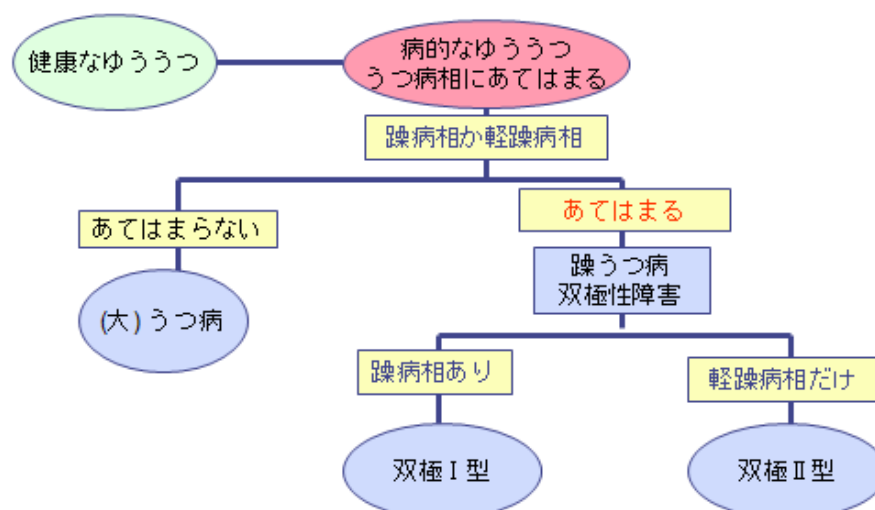 健康なゆううつ
病的なゆううつ
うつ病相にあてはまる
躁病相か軽躁病相
あてはまらない
あてはまる
(大)うつ病
躁うつ病
双極性障害
躁病相あり
軽躁病相だけ
双極Ⅰ型
双極Ⅱ型